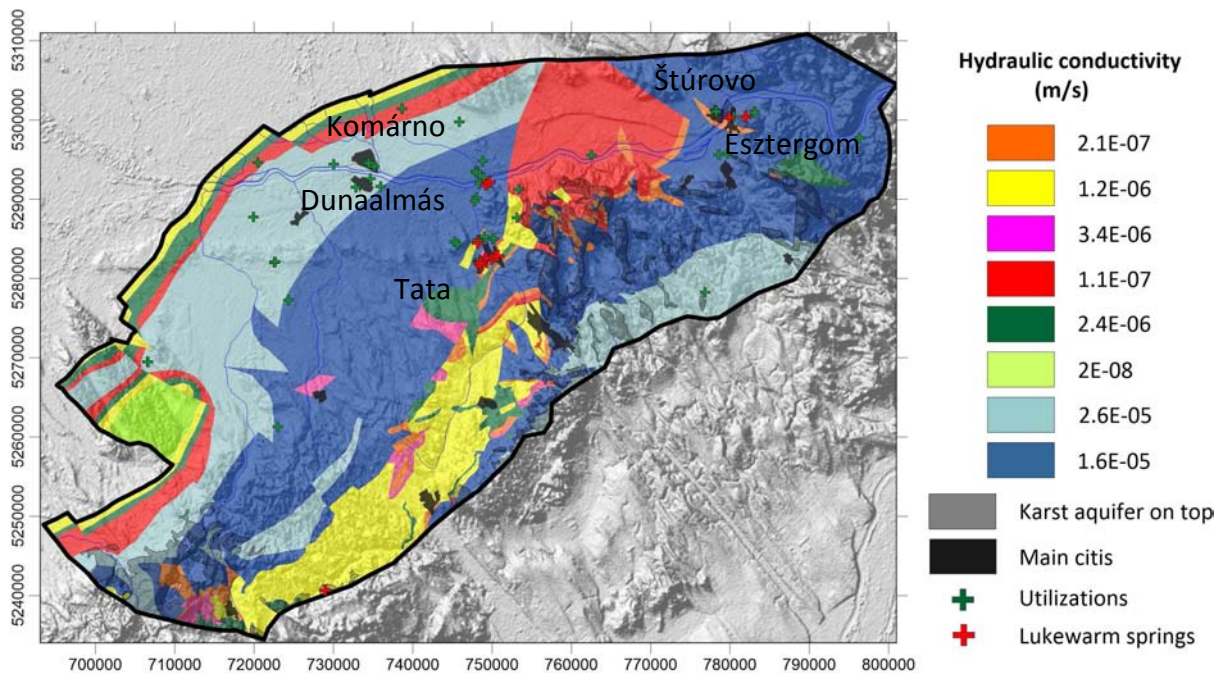 5310000
5300000
5290000
5280000
5270000
5260000
5250000
5240000
Štúrovo
Komárno
Esztergom
Dunaalmás
Tata
700000 710000 720000 730000 740000 750000 760000 770000 780000 790000 800000
Hydraulic conductivity
(m/s)
2.1E-07
1.2E-06
3.4E-06
1.1E-07
2.4E-06
2E-08
2.6E-05
1.6E-05
Karst aquifer on top
Main citis
Utilizations
Lukewarm springs